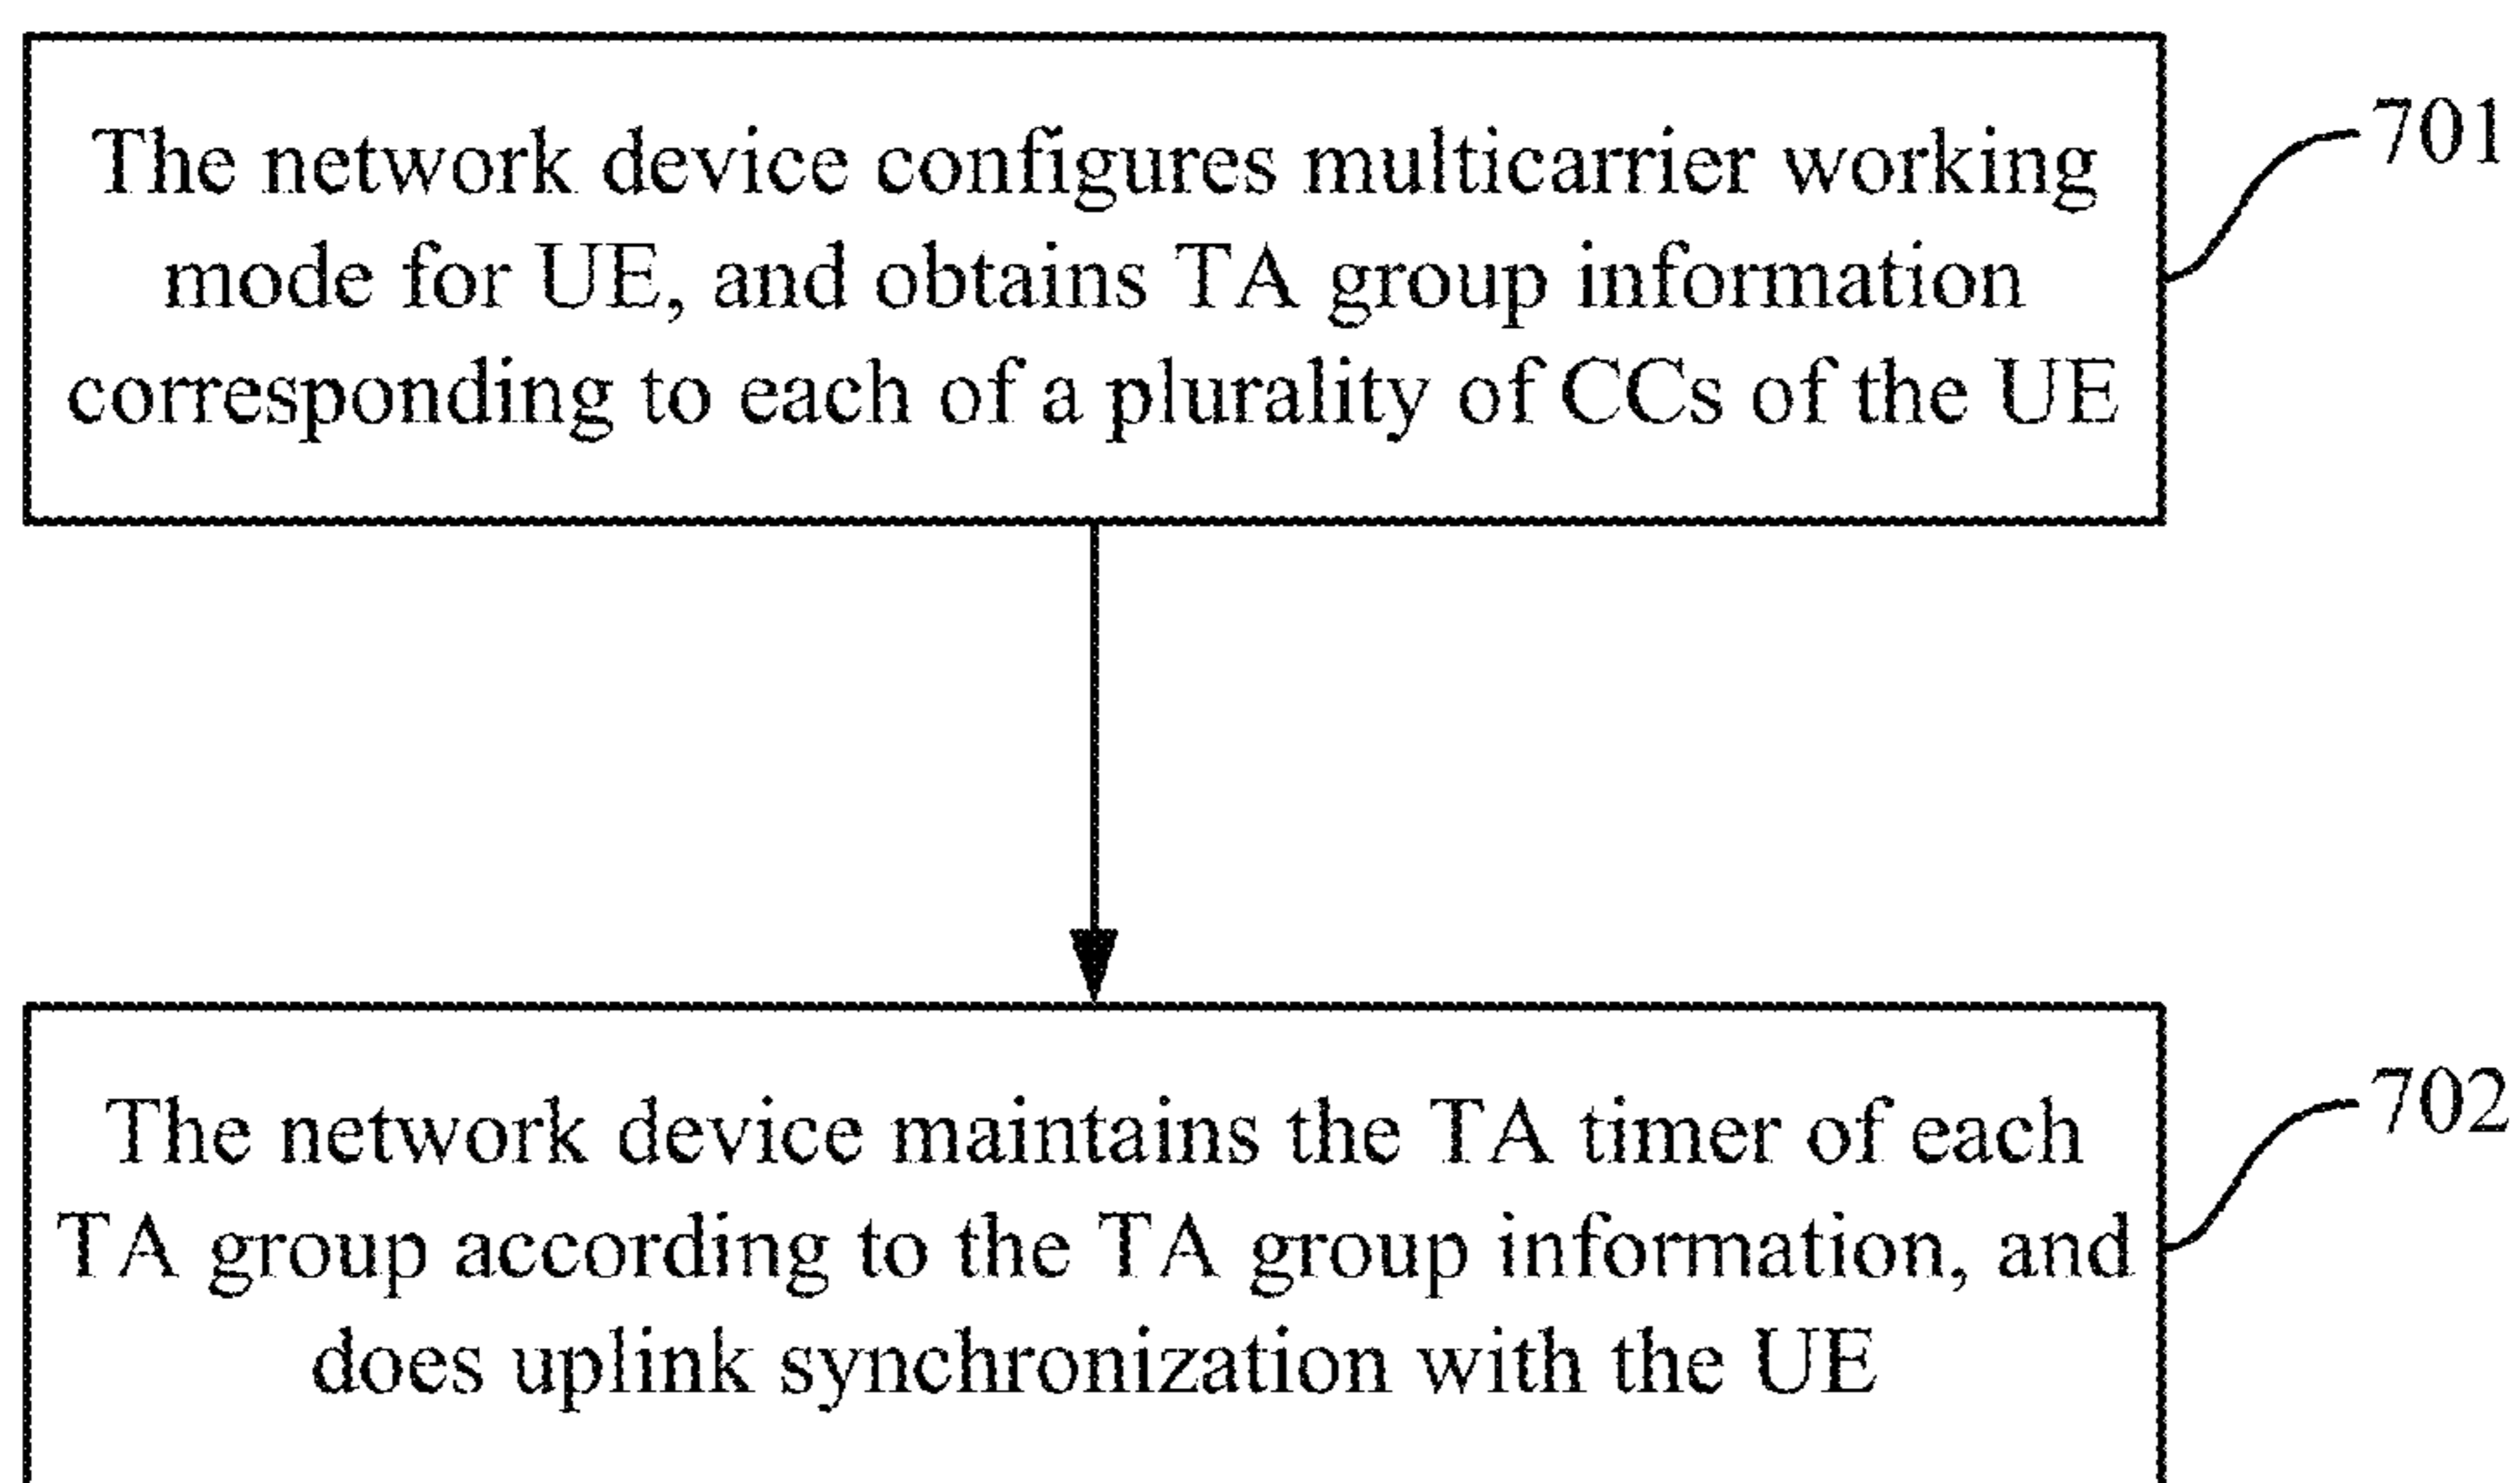 The network device configures multicarrier working
mode for UE, and obtains TA group information
corresponding to each of a plurality of CCs of the UE
701
The network device maintains the TA timer of each
TA group according to the TA group information, and
does uplink synchronization with the UE
702